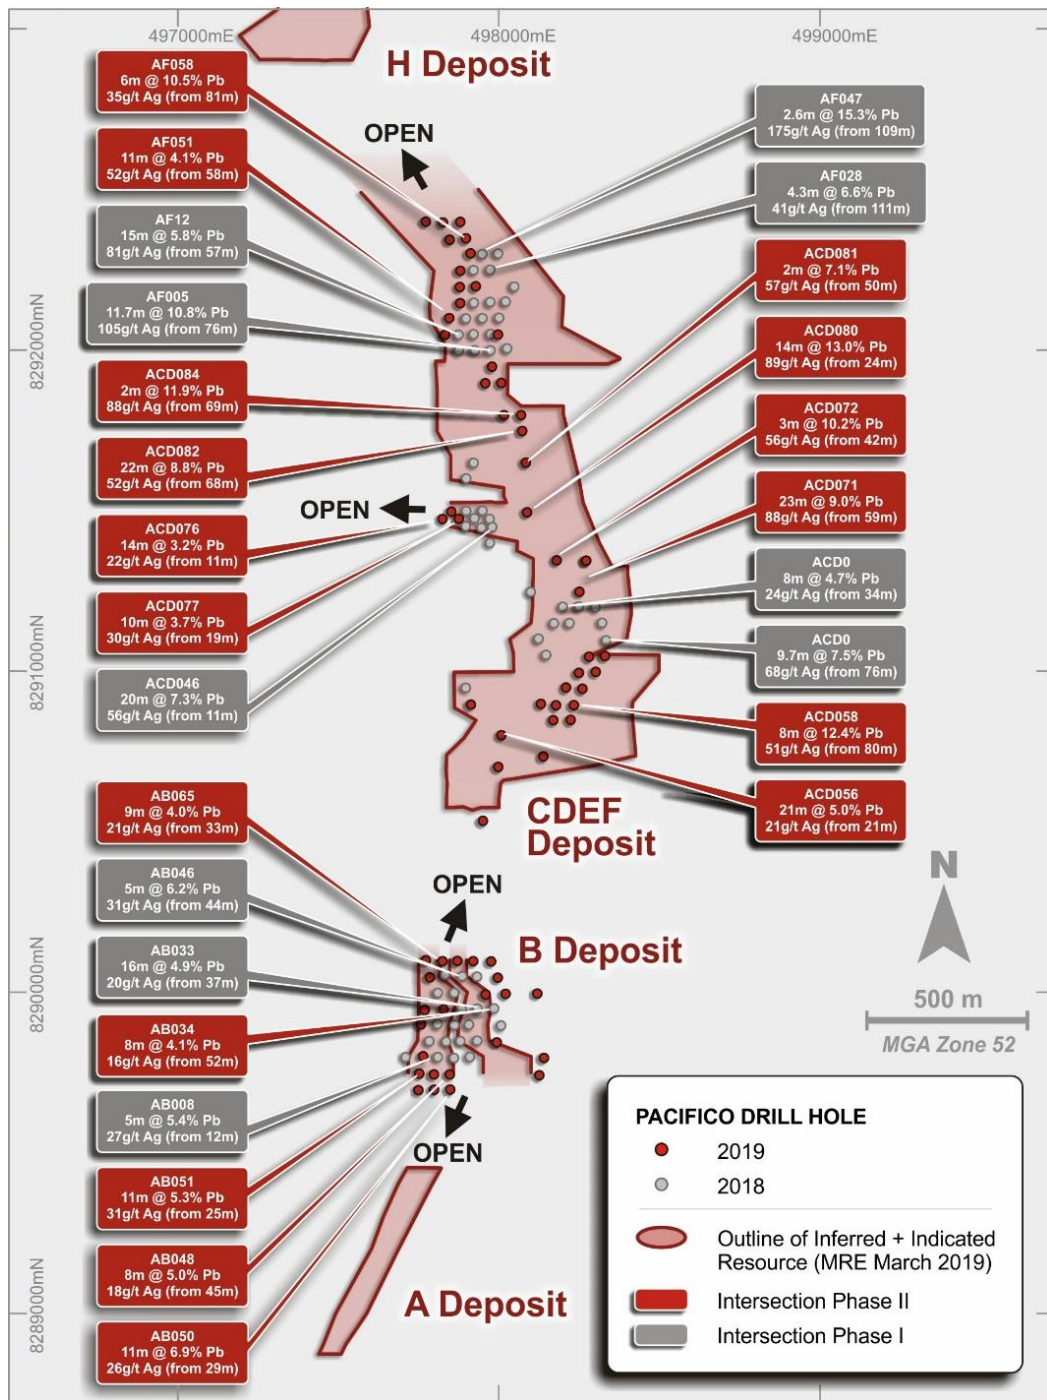 497000mE
498000mE
499000mE
H Deposit
AF058
6m @ 10.5% Pb
35g/t Ag (from 81m)
AF047
2.6m @ 15.3% Pb
175g/t Ag (from 109m)
OPEN
AF051
11m @ 4.1% Pb
52g/t Ag (from 58m)
AF028
4.3m @ 6.6% Pb
41g/t Ag (from 111m)
AF12
15m @ 5.8% Pb
81g/t Ag (from 57m)
ACD081
2m @ 7.1% Pb
57g/t Ag (from 50m)
AF005
11.7m @ 10.8% Pb
105g/t Ag (from 76m)
8292000mN
ACD080
14m @ 13.0% Pb
89g/t Ag (from 24m)
ACD084
2m @ 11.9% Pb
88g/t Ag (from 69m)
ACD072
3m @ 10.2% Pb
56g/t Ag (from 42m)
ACD082
22m @ 8.8% Pb
52g/t Ag (from 68m)
ACD071
23m @ 9.0% Pb
88g/t Ag (from 59m)
OPEN
ACD076
14m @ 3.2% Pb
22g/t Ag (from 11m)
ACD0
8m @ 4.7% Pb
24g/t Ag (from 34m)
ACD077
10m @ 3.7% Pb
30g/t Ag (from 19m)
ACD0
9.7m @ 7.5% Pb
68g/t Ag (from 76m)
8291000mN
ACD046
20m @ 7.3% Pb
56g/t Ag (from 11m)
ACD058
8m @ 12.4% Pb
51g/t Ag (from 80m)
ACD056
21m @ 5.0% Pb
21g/t Ag (from 21m)
CDEF
Deposit
AB065
9m @ 4.0% Pb
21g/t Ag (from 33m)
AB046
5m @ 6.2% Pb
31g/t Ag (from 44m)
OPEN
N
B Deposit
AB033
16m @ 4.9% Pb
20g/t Ag (from 37m)
8290000mN
500 m
MGA Zone 52
AB034
8m @ 4.1% Pb
16g/t Ag (from 52m)
AB008
5m @ 5.4% Pb
27g/t Ag (from 12m)
OPEN
AB051
11m @ 5.3% Pb
31g/t Ag (from 25m)
AB048
8m @ 5.0% Pb
18g/t Ag (from 45m)
A Deposit
8289000mN
AB050
11m @ 6.9% Pb
26g/t Ag (from 29m)
PACIFICO DRILL HOLE
2019
2018
Outline of Inferred + Indicated
Resource (MRE March 2019)
Intersection Phase II
Intersection Phase I